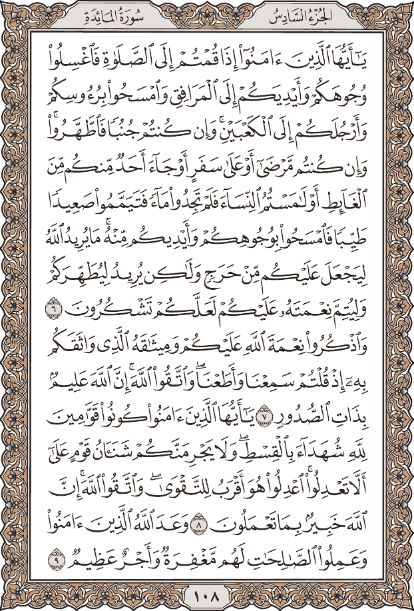 الجزء السادس
سورة المائدة
يَـٰٓأَيُّهَا ٱلَّذِينَ ءَامَنُوٓا۟ إِذَا قُمْتُمْ إِلَى ٱلصَّلَوٰةِ فَٱغْسِلُوا۟
وُجُوهَكُمْ وَأَيْدِيَكُمْ إِلَى ٱلْمَرَافِقِ وَٱمْسَحُوا۟ بِرُءُوسِكُمْ
وَأَرْجُلَكُمْ إِلَى ٱلْكَعْبَيْنِ ۚ وَإِن كُنتُمْ جُنُبًا فَٱطَّهَّرُوا۟ ۚ
وَإِن كُنتُم مَّرْضَىٰٓ أَوْ عَلَىٰ سَفَرٍ أَوْ جَآءَ أَحَدٌ مِّنكُم مِّنَ
ٱلْغَآئِطِ أَوْ لَـٰمَسْتُمُ ٱلنِّسَآءَ فَلَمْ تَجِدُوا۟ مَآءً فَتَيَمَّمُوا۟ صَعِيدًا
طَيِّبًا فَٱمْسَحُوا۟ بِوُجُوهِكُمْ وَأَيْدِيكُم مِّنْهُ ۚ مَا يُرِيدُ ٱللَّهُ
لِيَجْعَلَ عَلَيْكُم مِّنْ حَرَجٍ وَلَـٰكِن يُرِيدُ لِيُطَهِّرَكُمْ
وَلِيُتِمَّ نِعْمَتَهُۥ عَلَيْكُمْ لَعَلَّكُمْ تَشْكُرُونَ ٦
وَٱذْكُرُوا۟ نِعْمَةَ ٱللَّهِ عَلَيْكُمْ وَمِيثَـٰقَهُ ٱلَّذِى وَاثَقَكُم
بِهِۦٓ إِذْ قُلْتُمْ سَمِعْنَا وَأَطَعْنَا ۖ وَٱتَّقُوا۟ ٱللَّهَ ۚ إِنَّ ٱللَّهَ عَلِيمٌۢ
بِذَاتِ ٱلصُّدُورِ ٧ يَـٰٓأَيُّهَا ٱلَّذِينَ ءَامَنُوا۟ كُونُوا۟ قَوَّٰمِينَ
لِلَّهِ شُهَدَآءَ بِٱلْقِسْطِ ۖ وَلَا يَجْرِمَنَّكُمْ شَنَـَٔانُ قَوْمٍ عَلَىٰٓ
أَلَّا تَعْدِلُوا۟ ۚ ٱعْدِلُوا۟ هُوَ أَقْرَبُ لِلتَّقْوَىٰ ۖ وَٱتَّقُوا۟ ٱللَّهَ ۚ إِنَّ
ٱللَّهَ خَبِيرٌۢ بِمَا تَعْمَلُونَ ٨ وَعَدَ ٱللَّهُ ٱلَّذِينَ ءَامَنُوا۟
وَعَمِلُوا۟ ٱلصَّـٰلِحَـٰتِ ۙ لَهُم مَّغْفِرَةٌ وَأَجْرٌ عَظِيمٌ ٩
١٠٨